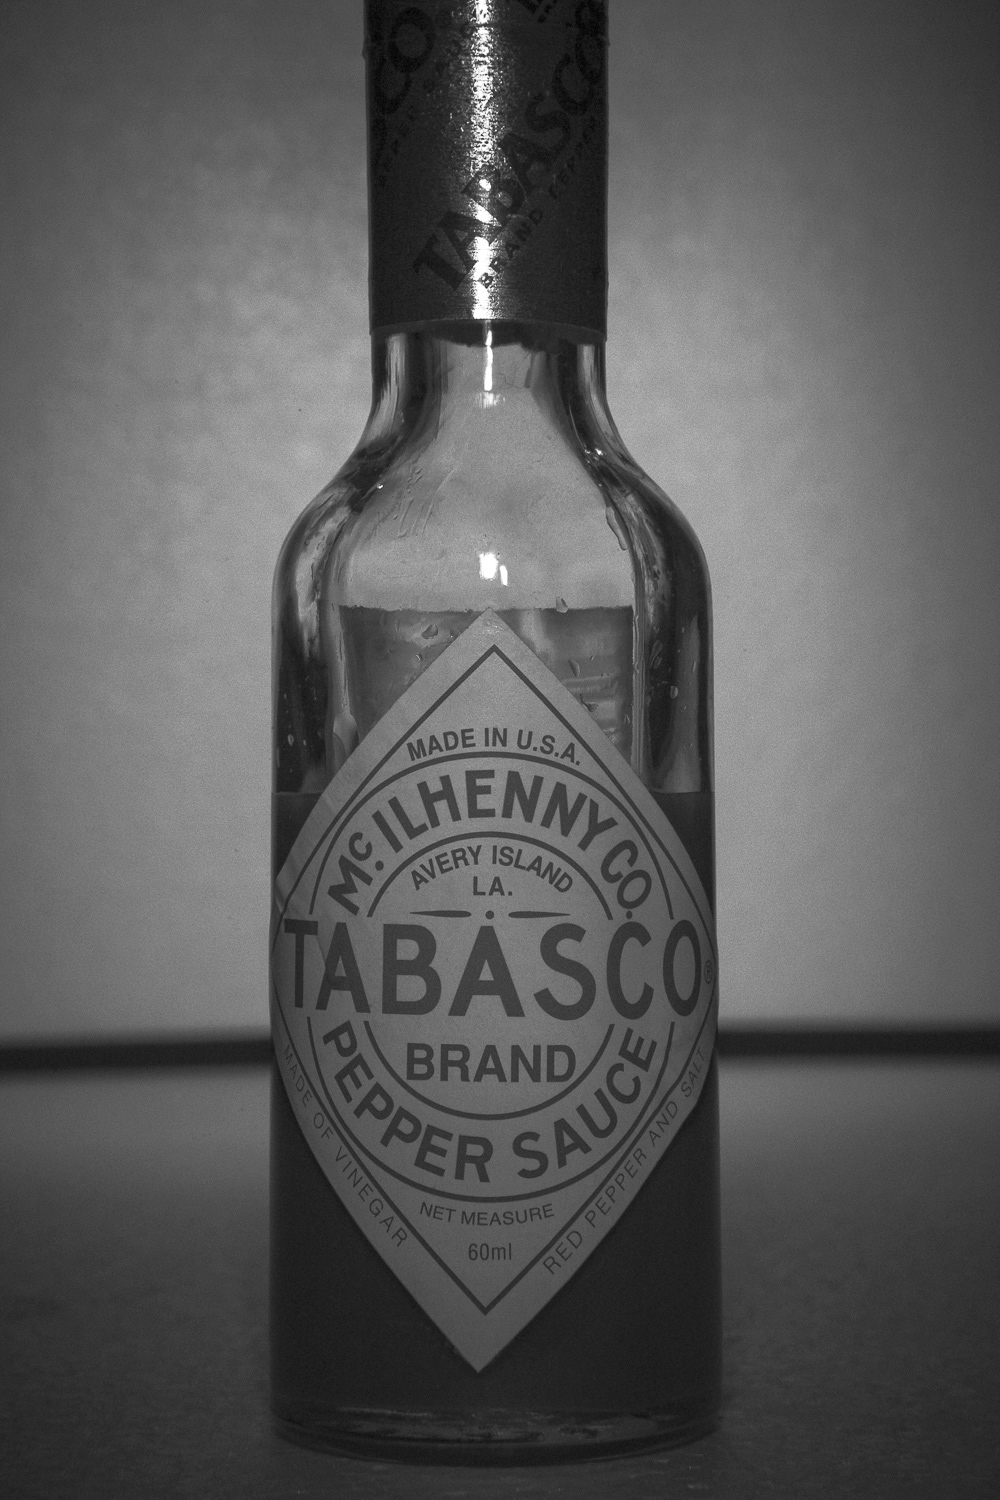 TABASCO
BRAND
MADE IN U.S.A.
Mc. ILHENNY CO.
AVERY ISLAND
LA.
TABASCO®
BRAND
PEPPER SAUCE
NET MEASURE
60ml
MADE OF VINEGAR
RED PEPPER AND SALT